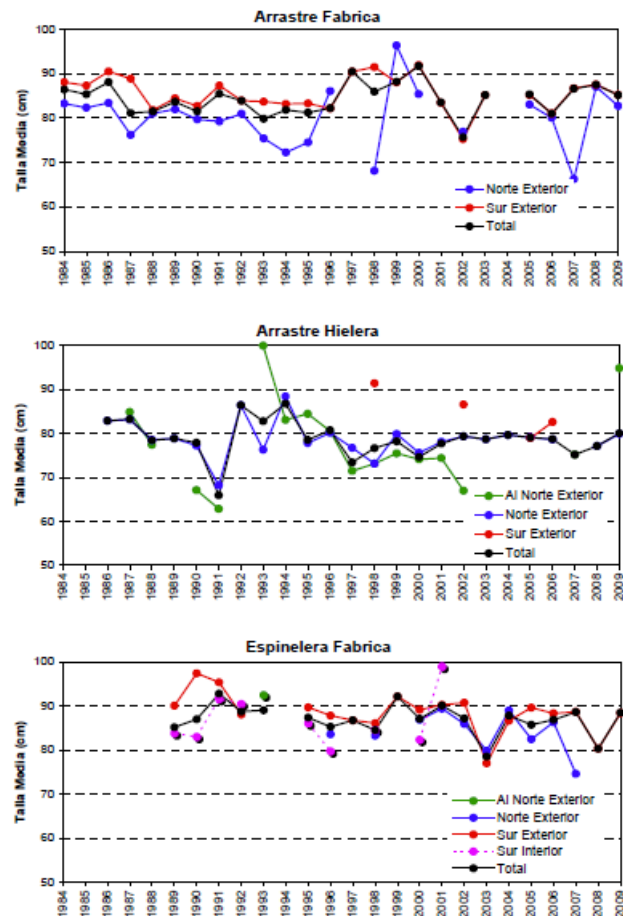 Arrastre Fabrica
Talla Media (cm)
100
90
80
70
60
50
Norte Exterior
Sur Exterior
Total
1984 1985 1986 1987 1988 1989 1990 1991 1992 1993 1994 1995 1996 1997 1998 1999 2000 2001 2002 2003 2004 2005 2006 2007 2008 2009
Arrastre Hielera
Talla Media (cm)
100
90
80
70
60
50
Al Norte Exterior
Norte Exterior
Sur Exterior
Total
1984 1985 1986 1987 1988 1989 1990 1991 1992 1993 1994 1995 1996 1997 1998 1999 2000 2001 2002 2003 2004 2005 2006 2007 2008 2009
Espinelera Fabrica
Talla Media (cm)
100
90
80
70
60
50
Al Norte Exterior
Norte Exterior
Sur Exterior
Sur Interior
Total
1984 1985 1986 1987 1988 1989 1990 1991 1992 1993 1994 1995 1996 1997 1998 1999 2000 2001 2002 2003 2004 2005 2006 2007 2008 2009